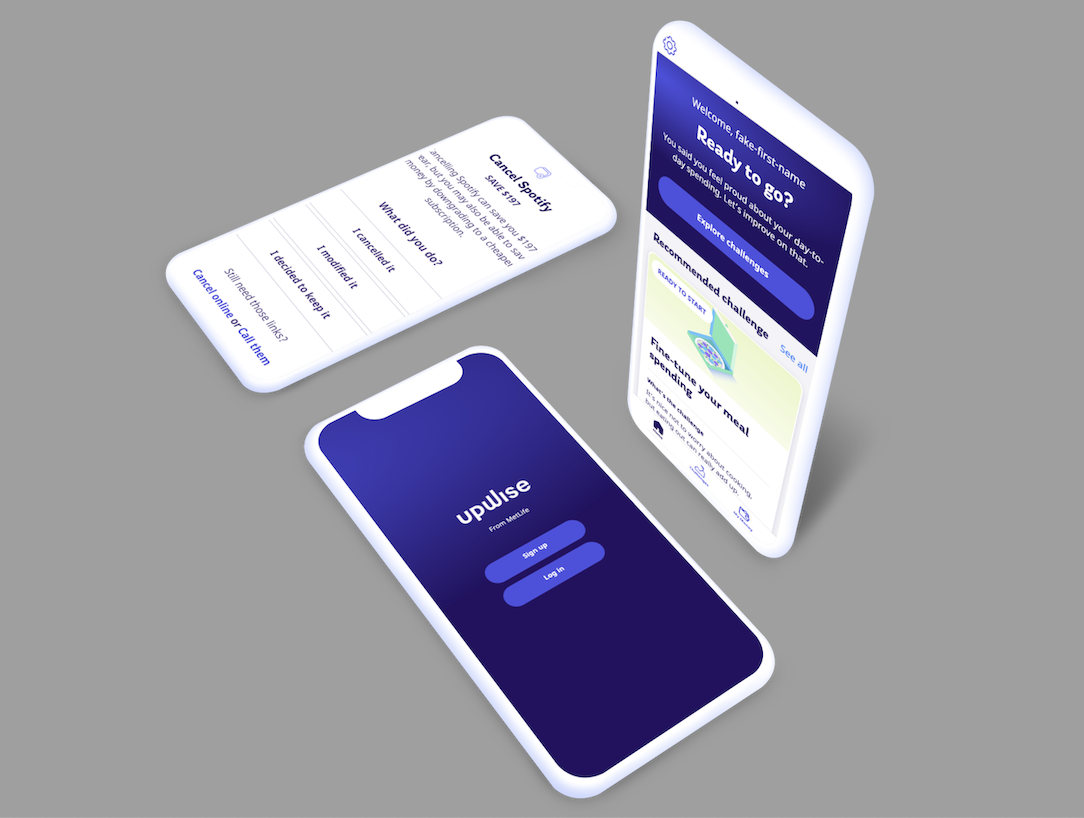 Cancel Spotify
SAVE $197
ancelling Spotify can save you $197
ear, but you may also be able to sav
money by downgrading to a cheaper
subscription.
What did you do?
I cancelled it
I modified it
I decided to keep it
Still need those links?
Cancel online or Call them
upwise
From MetLife
Sign up
Log in
Welcome, fake-first-name
Ready to go?
You said you feel proud about your day-to-
day spending. Let's improve on that.
Explore challenges
Recommended challenge
See all
READY TO START
Fine-tune your meal
spending
What's the challenge
It's nice not to worry about cooking,
but eating out can really add up.